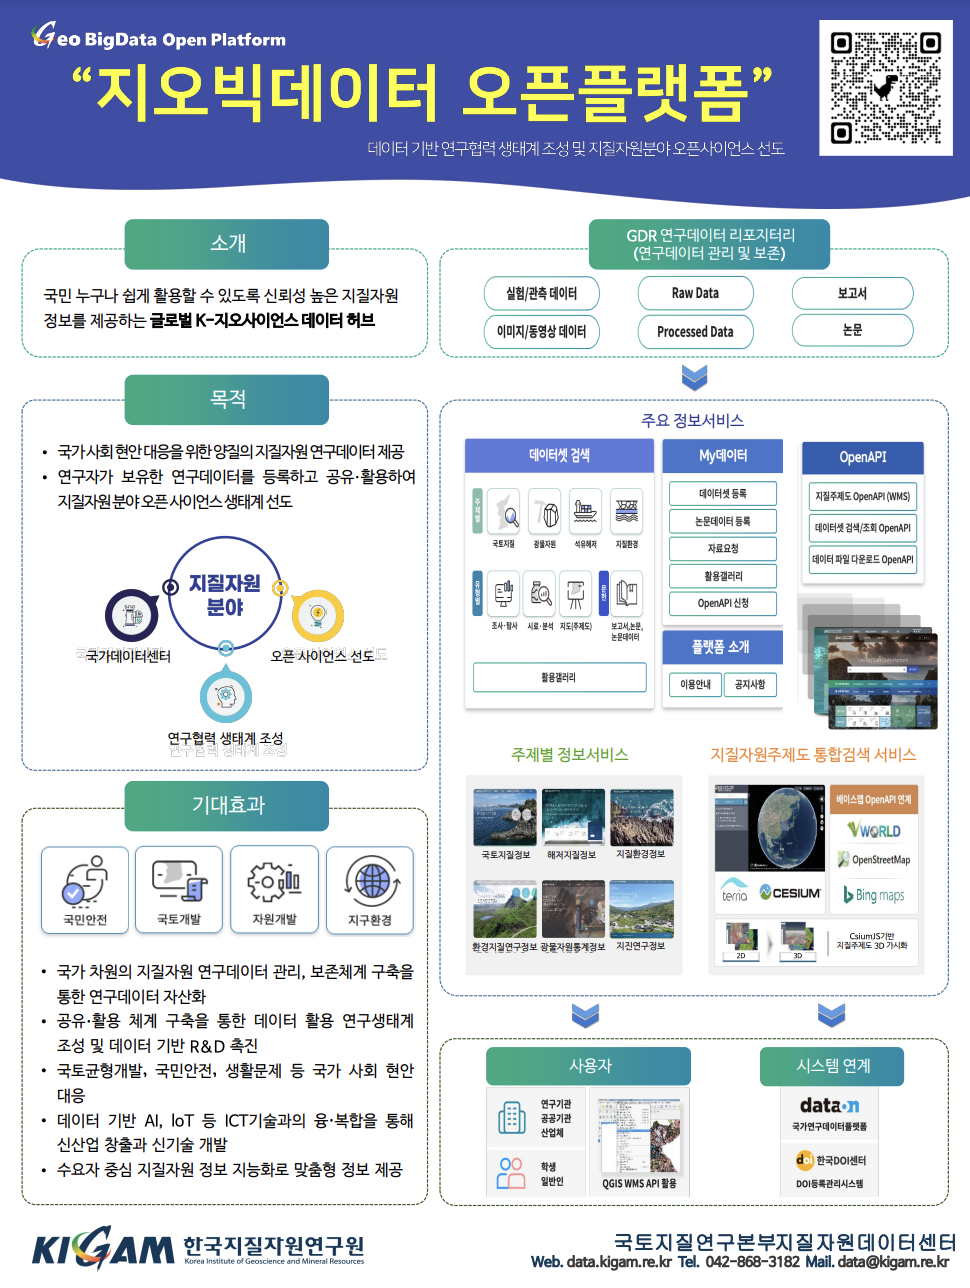 Geo BigData Open Platform
“지오빅데이터 오픈플랫폼”
데이터 기반 연구협력 생태계 조성 및 지질자원분야 오픈사이언스 선도
소개
국민 누구나 쉽게 활용할 수 있도록 신뢰성 높은 지질자원
정보를 제공하는 글로벌 K-지오사이언스 데이터 허브
목적
• 국가 사회 현안 대응을 위한 양질의 지질자원 연구데이터 제공
• 연구자가 보유한 연구데이터를 등록하고 공유·활용하여
지질자원 분야 오픈 사이언스 생태계 선도
지질자원
분야
국가데이터센터
오픈 사이언스 선도
연구협력 생태계 조성
기대효과
국민안전
국토개발
자원개발
지구환경
• 국가 차원의 지질자원 연구데이터 관리, 보존체계 구축을
통한 연구데이터 자산화
• 공유·활용 체계 구축을 통한 데이터 활용 연구생태계
조성 및 데이터 기반 R&D 촉진
• 국토균형개발, 국민안전, 생활문제 등 국가 사회 현안
대응
• 데이터 기반 AI, IoT 등 ICT기술과의 융·복합을 통해
신산업 창출과 신기술 개발
• 수요자 중심 지질자원 정보 지능화로 맞춤형 정보 제공
GDR 연구데이터 리포지터리
(연구데이터 관리 및 보존)
실험/관측 데이터
Raw Data
보고서
이미지/동영상 데이터
Processed Data
논문
주요 정보서비스
데이터셋 검색
주제별
국토지질
광물자원
석유해저
지질환경
유형별
조사·탐사
시료·분석
지도(주제도)
문헌
보고서,논문,
논문데이터
활용갤러리
My데이터
데이터셋 등록
논문데이터 등록
자료요청
활용갤러리
OpenAPI 신청
플랫폼 소개
이용안내
공지사항
OpenAPI
지질주제도 OpenAPI (WMS)
데이터셋 검색/조회 OpenAPI
데이터 파일 다운로드 OpenAPI
Geo Big Data Open Platform
주제별 정보서비스
국토지질정보
해저지질정보
지질환경정보
환경지질연구정보
광물자원통계정보
지진연구정보
지질자원주제도 통합검색 서비스
베이스맵 OpenAPI 연계
VWORLD
OpenStreetMap
Bing maps
terria
CESIUM
2D
3D
CsiumJS기반
지질주제도 3D 가시화
사용자
연구기관
공공기관
산업체
학생
일반인
QGIS WMS API 활용
시스템 연계
data·on
국가연구데이터플랫폼
doi 한국DOI센터
DOI등록관리시스템
KIGAM 한국지질자원연구원
Korea Institute of Geoscience and Mineral Resources
국토지질연구본부지질자원데이터센터
Web. data.kigam.re.kr Tel. 042-868-3182 Mail. data@kigam.re.kr